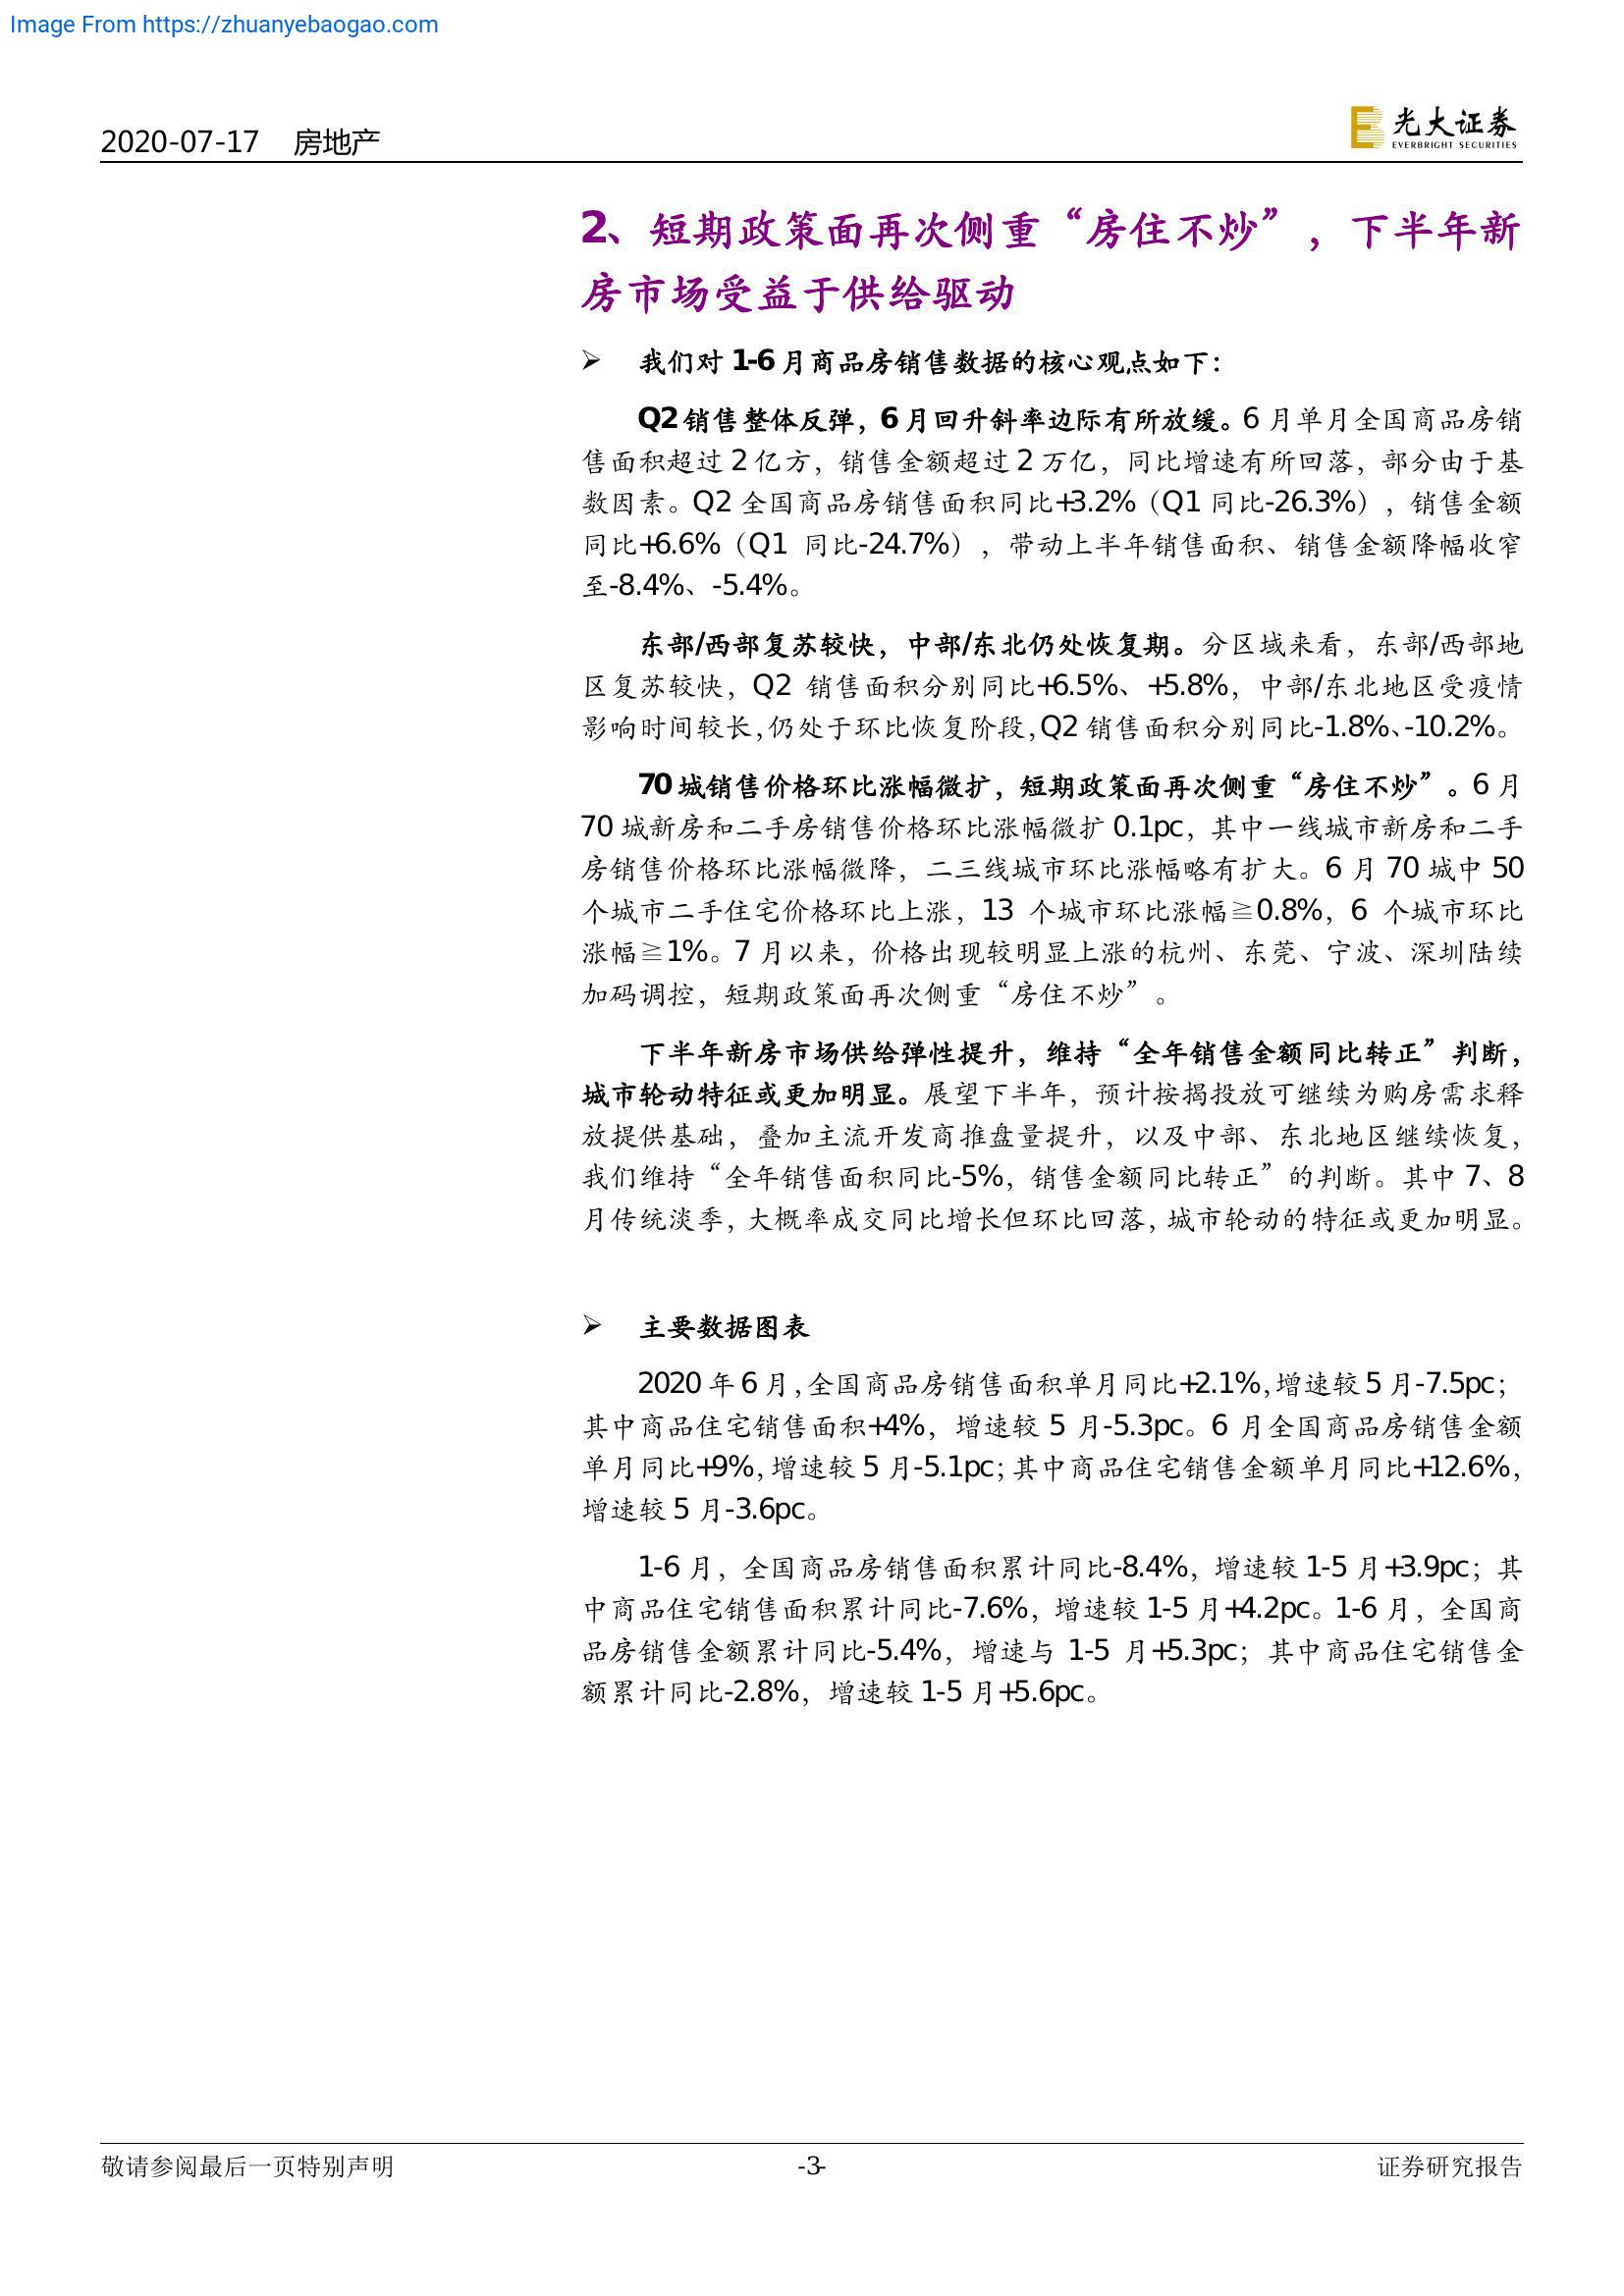 Image From https://zhuanyebaogao.com
2020-07-17 房地产
光大证券
EVERBRIGHT SECURITIES
2、短期政策面再次侧重“房住不炒”，下半年新
房市场受益于供给驱动
➢ 我们对 1-6 月商品房销售数据的核心观点如下：
Q2 销售整体反弹，6 月回升斜率边际有所放缓。6 月单月全国商品房销
售面积超过 2 亿方，销售金额超过 2 万亿，同比增速有所回落，部分由于基
数因素。Q2 全国商品房销售面积同比+3.2%（Q1 同比-26.3%），销售金额
同比+6.6%（Q1 同比-24.7%），带动上半年销售面积、销售金额降幅收窄
至-8.4%、-5.4%。
东部/西部复苏较快，中部/东北仍处恢复期。分区域来看，东部/西部地
区复苏较快，Q2 销售面积分别同比+6.5%、+5.8%，中部/东北地区受疫情
影响时间较长，仍处于环比恢复阶段，Q2 销售面积分别同比-1.8%、-10.2%。
70 城销售价格环比涨幅微扩，短期政策面再次侧重“房住不炒”。6 月
70 城新房和二手房销售价格环比涨幅微扩 0.1pc，其中一线城市新房和二手
房销售价格环比涨幅微降，二三线城市环比涨幅略有扩大。6 月 70 城中 50
个城市二手住宅价格环比上涨，13 个城市环比涨幅≧0.8%，6 个城市环比
涨幅≧1%。7 月以来，价格出现较明显上涨的杭州、东莞、宁波、深圳陆续
加码调控，短期政策面再次侧重“房住不炒”。
下半年新房市场供给弹性提升，维持“全年销售金额同比转正”判断，
城市轮动特征或更加明显。展望下半年，预计按揭投放可继续为购房需求释
放提供基础，叠加主流开发商推盘量提升，以及中部、东北地区继续恢复，
我们维持“全年销售面积同比-5%，销售金额同比转正”的判断。其中 7、8
月传统淡季，大概率成交同比增长但环比回落，城市轮动的特征或更加明显。
➢ 主要数据图表
2020 年 6 月，全国商品房销售面积单月同比+2.1%，增速较 5 月-7.5pc；
其中商品住宅销售面积+4%，增速较 5 月-5.3pc。6 月全国商品房销售金额
单月同比+9%，增速较 5 月-5.1pc；其中商品住宅销售金额单月同比+12.6%，
增速较 5 月-3.6pc。
1-6 月，全国商品房销售面积累计同比-8.4%，增速较 1-5 月+3.9pc；其
中商品住宅销售面积累计同比-7.6%，增速较 1-5 月+4.2pc。1-6 月，全国商
品房销售金额累计同比-5.4%，增速与 1-5 月+5.3pc；其中商品住宅销售金
额累计同比-2.8%，增速较 1-5 月+5.6pc。
敬请参阅最后一页特别声明
-3-
证券研究报告